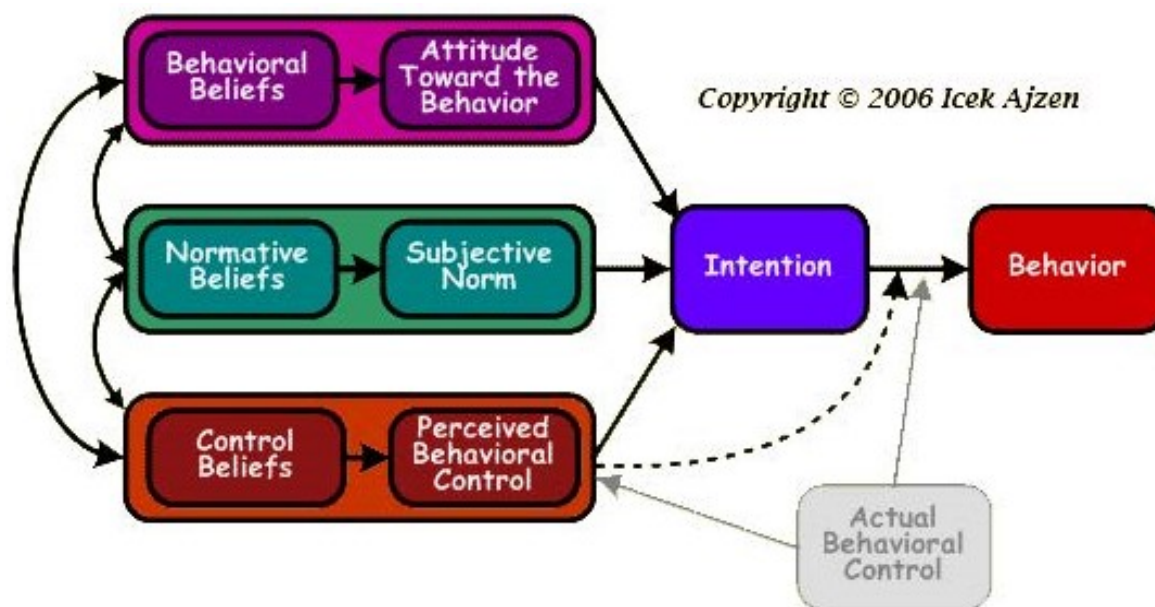 Behavioral
Beliefs
Attitude
Toward the
Behavior
Copyright © 2006 Icek Ajzen
Normative
Beliefs
Subjective
Norm
Intention
Behavior
Control
Beliefs
Perceived
Behavioral
Control
Actual
Behavioral
Control